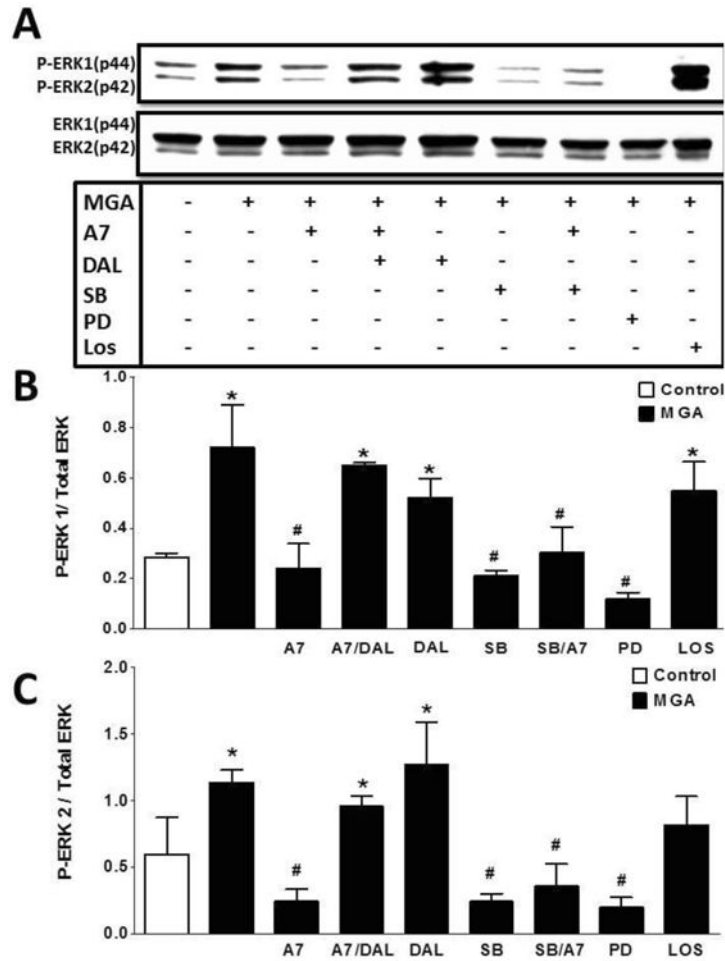 A
P-ERK1(p44)
P-ERK2(p42)
ERK1(p44)
ERK2(p42)
MGA - + + + + + + + +
A7 - - + + - - + - -
DAL - - - + + - - - -
SB - - - - - + + - -
PD - - - - - - - + -
Los - - - - - - - - +
B
P-ERK 1/ Total ERK
1.0
0.8
0.6
0.4
0.2
0.0
Control
MGA
* # * * # # # *
A7 A7/DAL DAL SB SB/A7 PD LOS
C
P-ERK 2 / Total ERK
2.0
1.5
1.0
0.5
0.0
Control
MGA
* # * * # # #
A7 A7/DAL DAL SB SB/A7 PD LOS